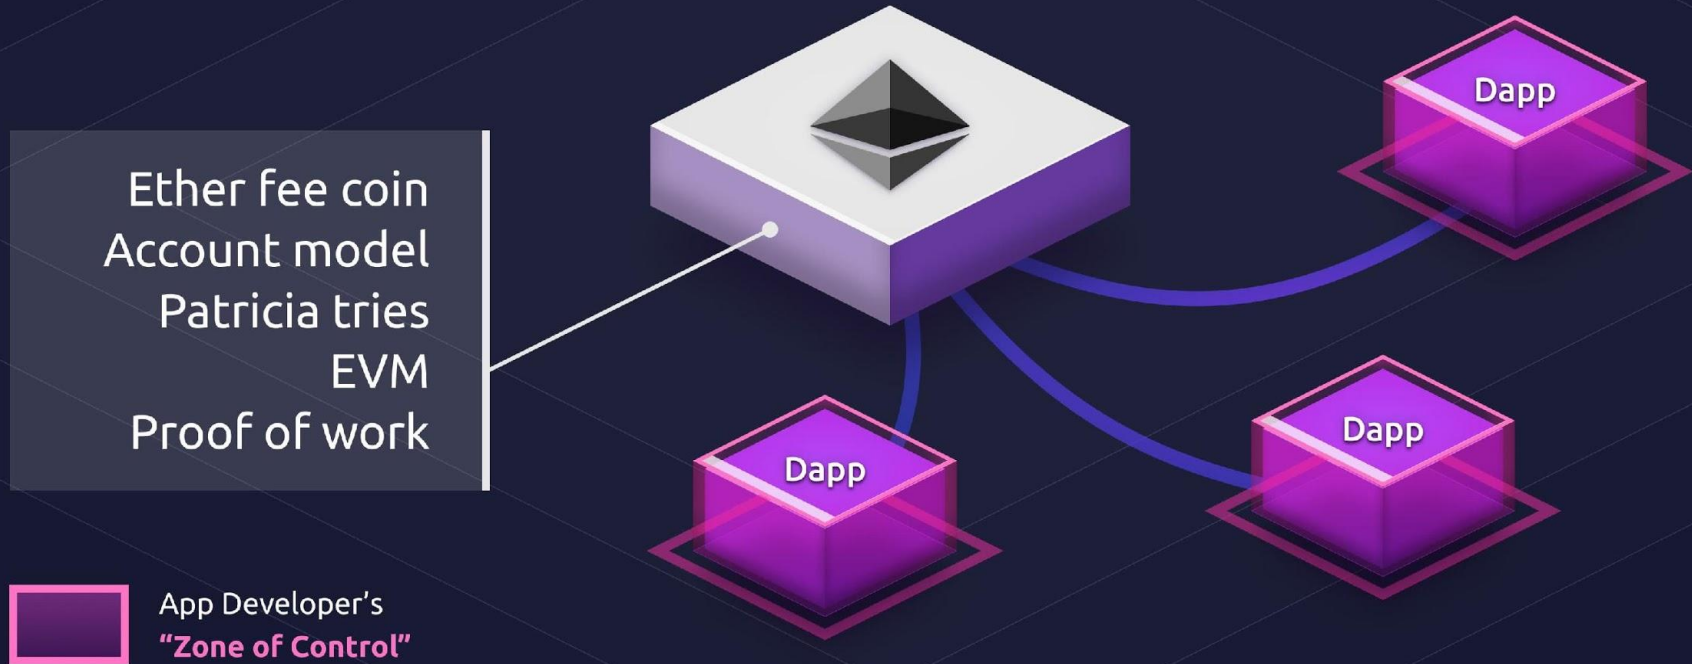 Ether fee coin
Account model
Patricia tries
EVM
Proof of work
Dapp
Dapp
Dapp
App Developer’s
“Zone of Control”